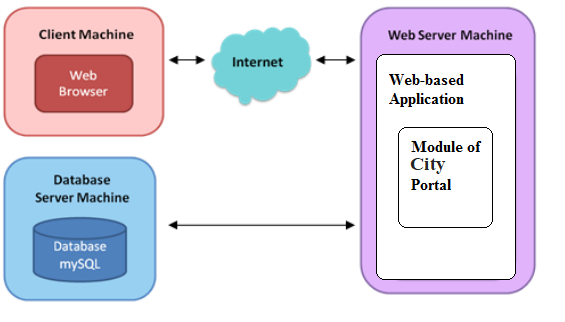 Client Machine
Web
Browser
Internet
Web Server Machine
Web-based
Application
Module of
City
Portal
Database
Server Machine
Database
mySQL